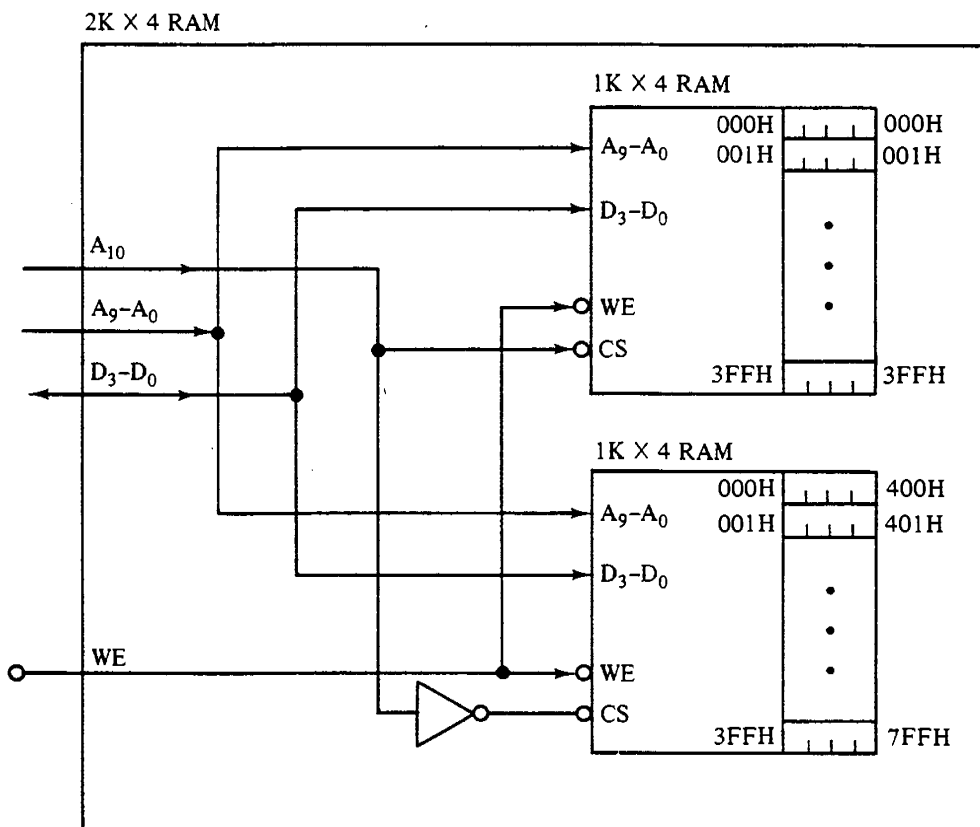 2K × 4 RAM
1K × 4 RAM
000H 000H
A₉–A₀ 001H 001H
D₃–D₀
A₁₀
A₉–A₀ WE
CS
D₃–D₀ 3FFH 3FFH
1K × 4 RAM
000H 400H
A₉–A₀ 001H 401H
D₃–D₀
WE WE
CS
3FFH 7FFH